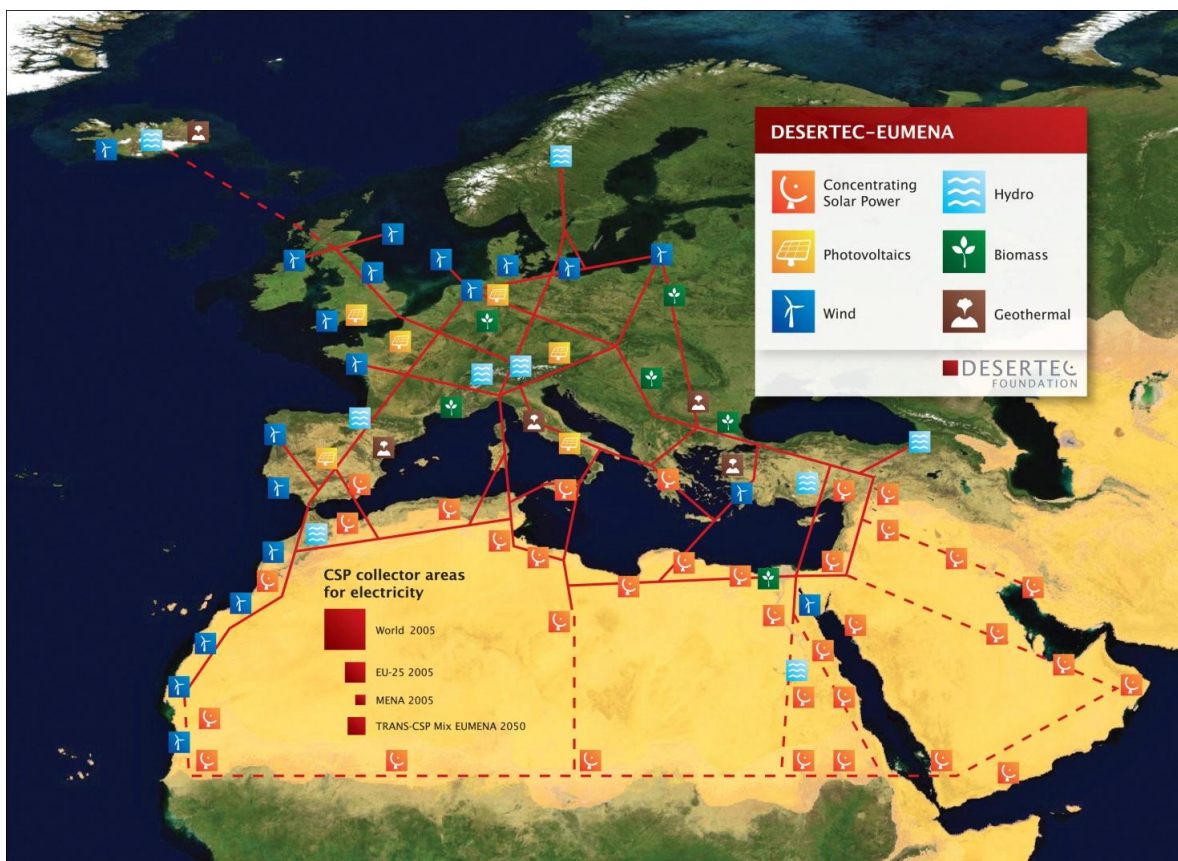 DESERTEC–EUMENA
Concentrating
Solar Power
Hydro
Photovoltaics
Biomass
Wind
Geothermal
DESERTEC
FOUNDATION
CSP collector areas
for electricity
World 2005
EU-25 2005
MENA 2005
TRANS-CSP Mix EUMENA 2050